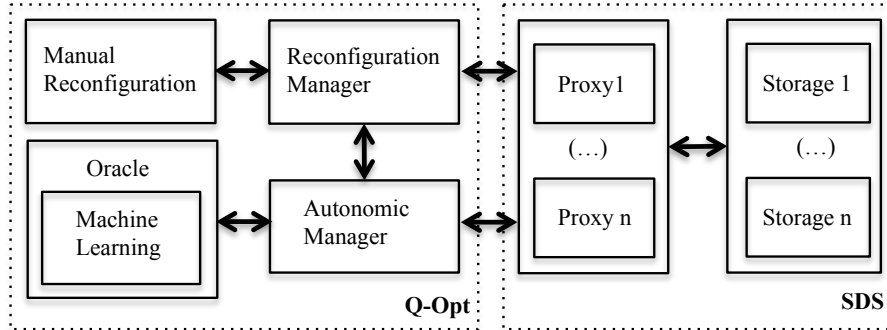 Manual
Reconfiguration
Reconfiguration
Manager
Oracle
Machine
Learning
Autonomic
Manager
Q-Opt
Proxy1
(...)
Proxy n
Storage 1
(...)
Storage n
SDS